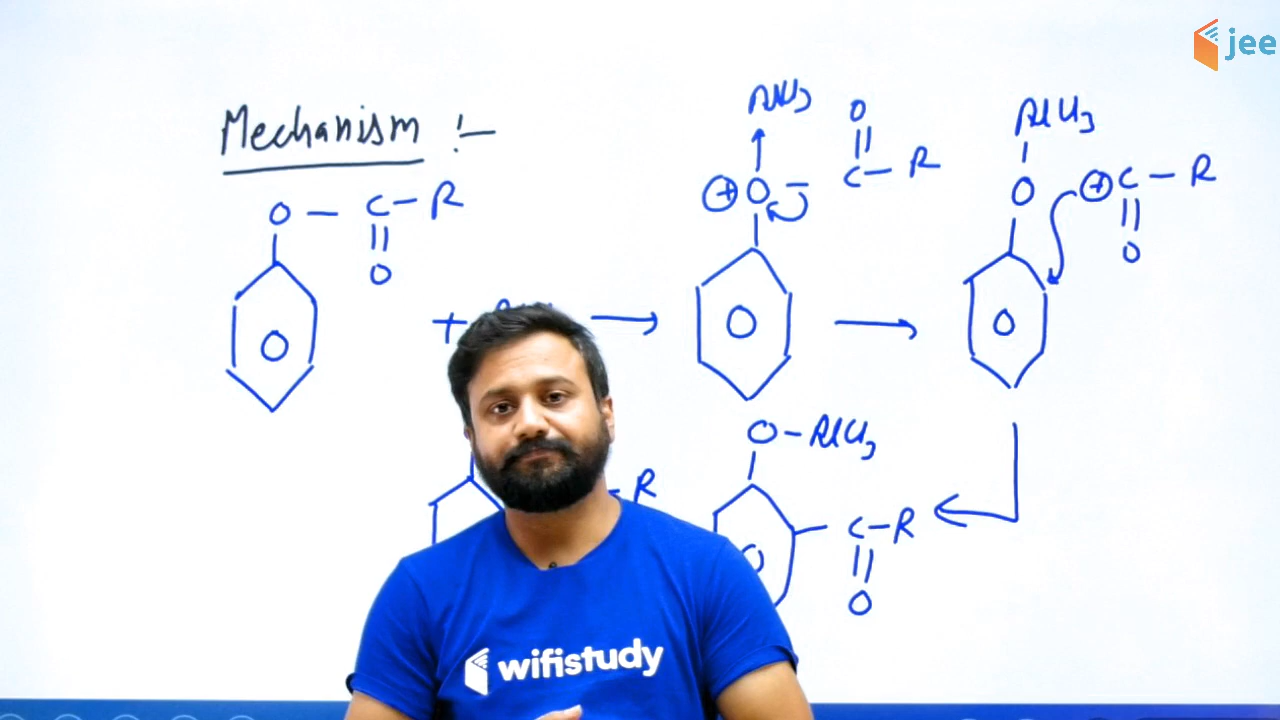 jee
Mechanism :-
O - C - R
O
+
AlCl3
O
+ O - C - R
O
AlCl3
O
+ C - R
O
O
O
O - AlCl3
C - R
O
R
wifistudy